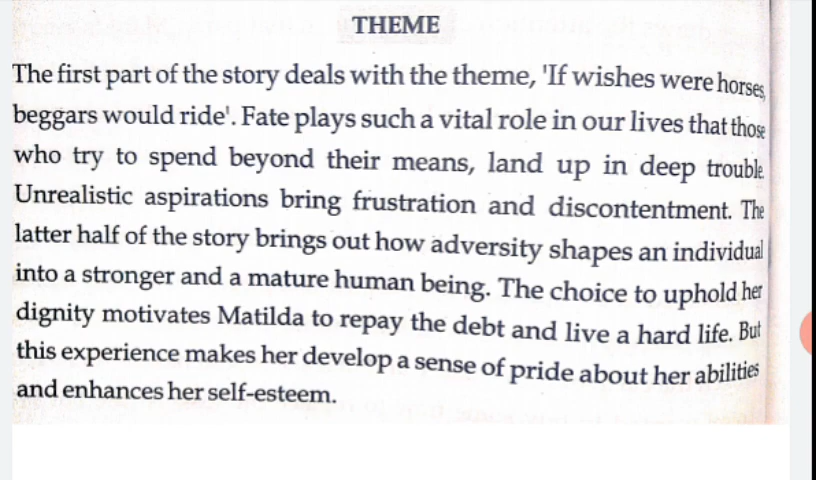 THEME
The first part of the story deals with the theme, 'If wishes were horses,
beggars would ride'. Fate plays such a vital role in our lives that those
who try to spend beyond their means, land up in deep trouble.
Unrealistic aspirations bring frustration and discontentment. The
latter half of the story brings out how adversity shapes an individual
into a stronger and a mature human being. The choice to uphold her
dignity motivates Matilda to repay the debt and live a hard life. But
this experience makes her develop a sense of pride about her abilities
and enhances her self-esteem.